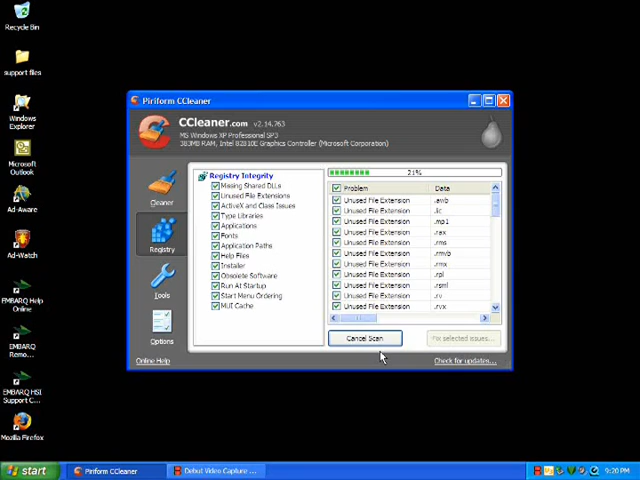 Recycle Bin
support files
Windows
Explorer
Microsoft
Outlook
Ad-Aware
Ad-Watch
EMBARQ Help
Online
EMBARQ
Remo...
EMBARQ HSI
Support C...
Mozilla Firefox
Piriform CCleaner
CCleaner.com v2.14.763
MS Windows XP Professional SP3
383MB RAM, Intel 82810E Graphics Controller (Microsoft Corporation)
Cleaner
Registry
Tools
Options
Registry Integrity
Missing Shared DLLs
Unused File Extensions
ActiveX and Class Issues
Type Libraries
Applications
Fonts
Application Paths
Help Files
Installer
Obsolete Software
Run At Startup
Start Menu Ordering
MUI Cache
21%
Problem Data
Unused File Extension .awb
Unused File Extension .ic
Unused File Extension .mp1
Unused File Extension .rax
Unused File Extension .rms
Unused File Extension .rmvb
Unused File Extension .rmx
Unused File Extension .rpl
Unused File Extension .rsml
Unused File Extension .rv
Unused File Extension .rvx
Cancel Scan
Fix selected issues...
Online Help
Check for updates...
start
Piriform CCleaner
Debut Video Capture ...
9:20 PM